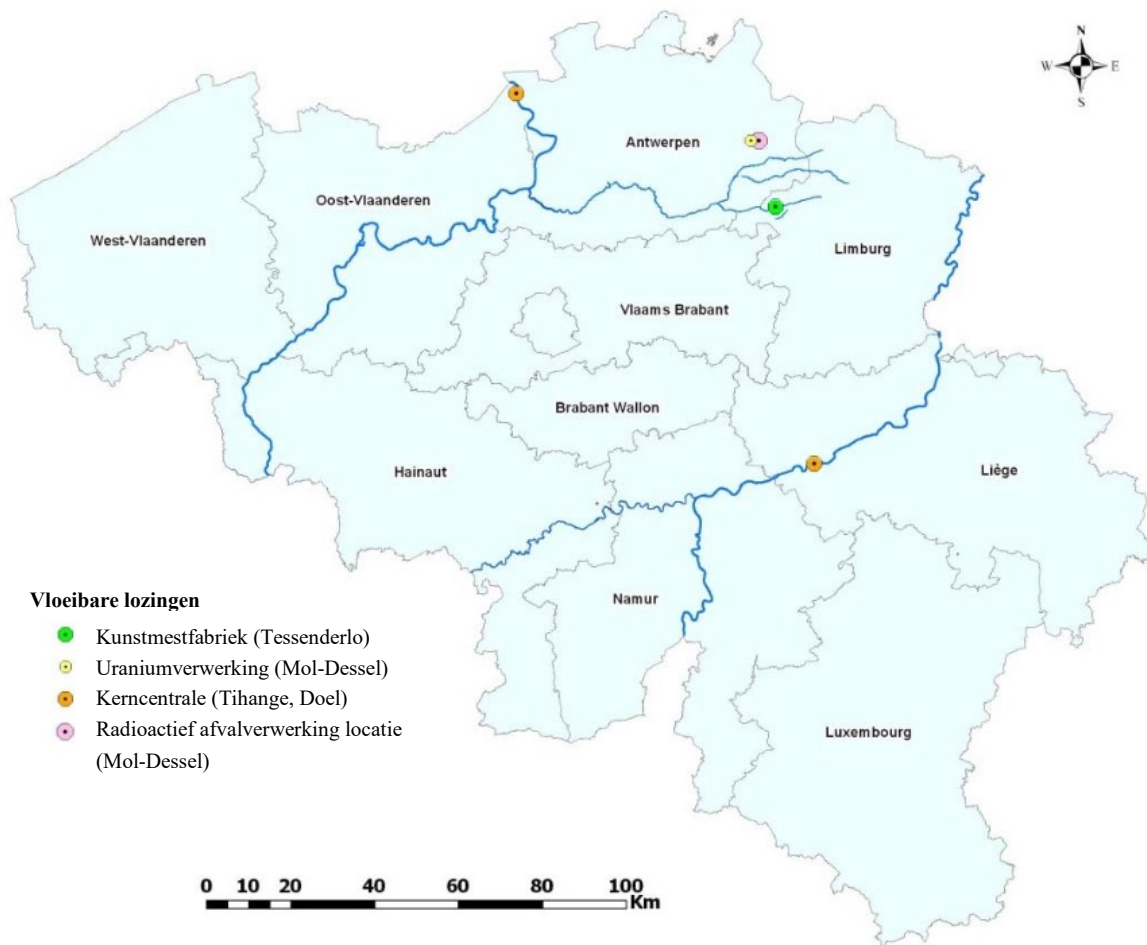 N
W E
S
Antwerpen
Oost-Vlaanderen
West-Vlaanderen
Limburg
Vlaams Brabant
Brabant Wallon
Hainaut
Liège
Namur
Luxembourg
Vloeibare lozingen
Kunstmestfabriek (Tessenderlo)
Uraniumverwerking (Mol-Dessel)
Kerncentrale (Tihange, Doel)
Radioactief afvalverwerking locatie
(Mol-Dessel)
0 10 20 40 60 80 100
Km